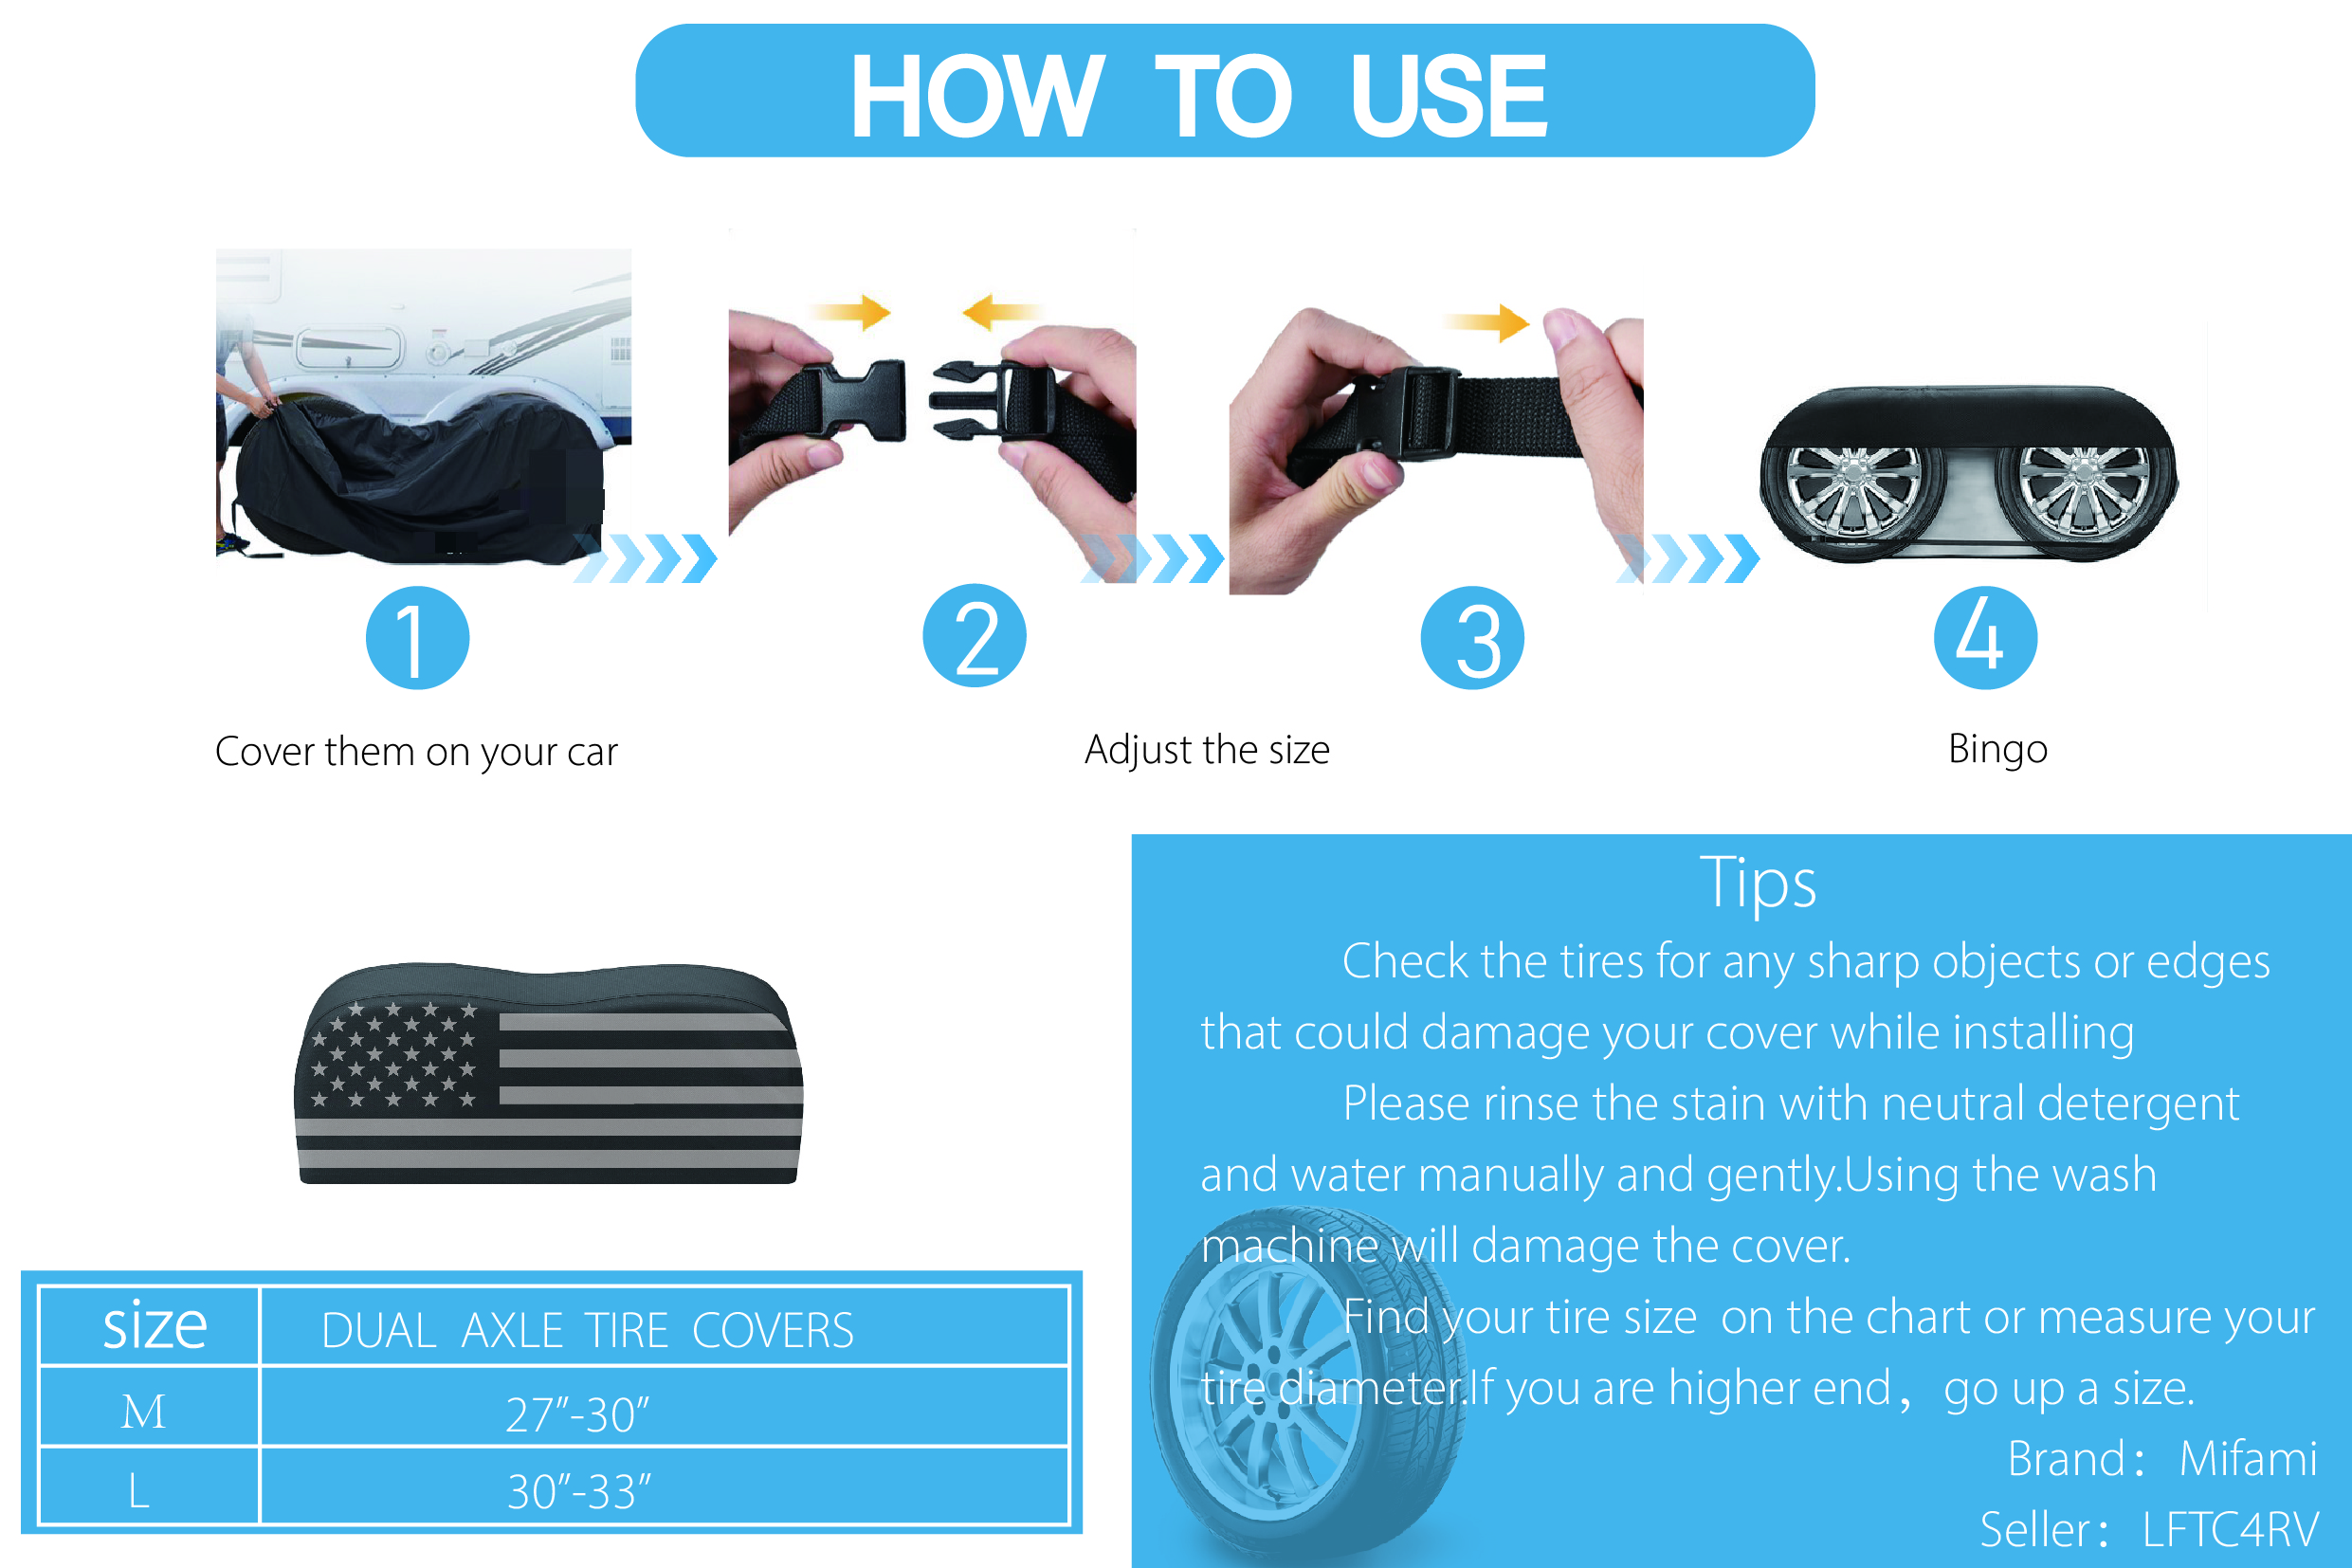 HOW TO USE
1
2
3
4
Cover them on your car
Adjust the size
Bingo
Tips
Check the tires for any sharp objects or edges
that could damage your cover while installing
Please rinse the stain with neutral detergent
and water manually and gently.Using the wash
machine will damage the cover.
Find your tire size on the chart or measure your
tire diameter.If you are higher end，go up a size.
Brand：Mifami
Seller：LFTC4RV
size DUAL AXLE TIRE COVERS
M 27”-30”
L 30”-33”